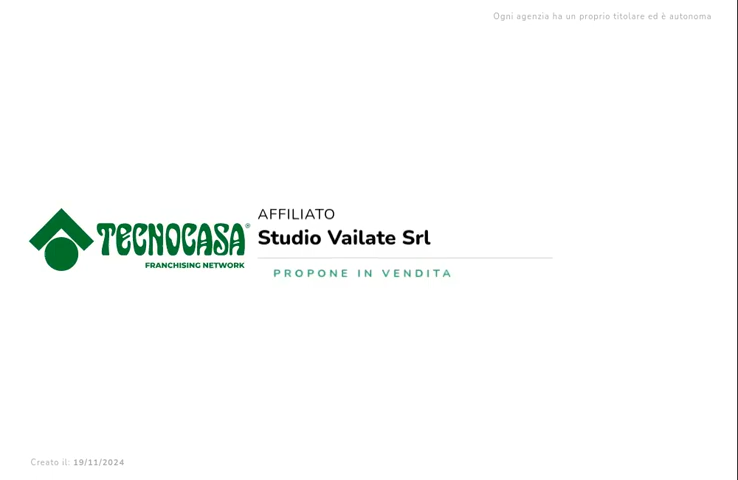 Ogni agenzia ha un proprio titolare ed è autonoma
AFFILIATO
TECNOCASA®
Studio Vailate Srl
FRANCHISING NETWORK
PROPONE IN VENDITA
Creato il: 19/11/2024